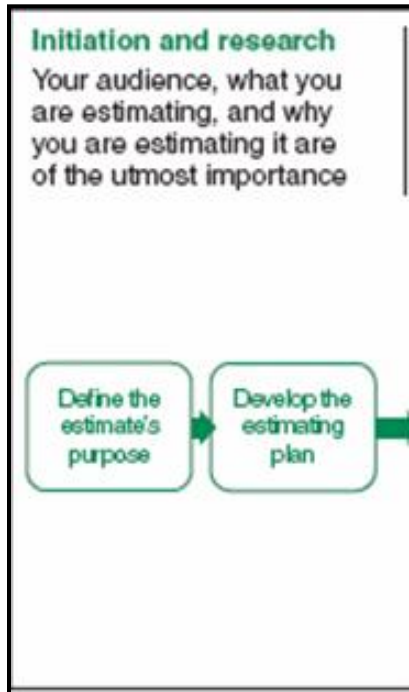 Initiation and research
Your audience, what you
are estimating, and why
you are estimating it are
of the utmost importance
Define the
estimate's
purpose
Develop the
estimating
plan